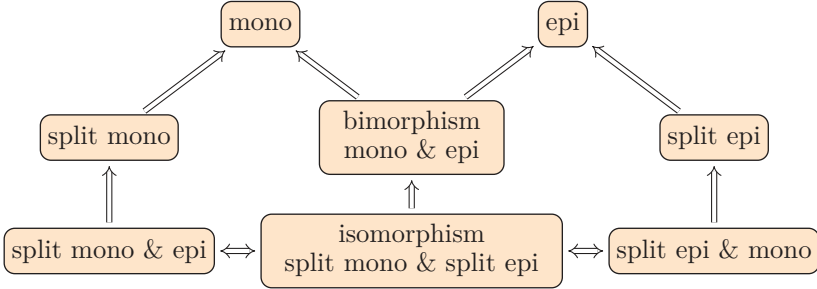 mono
epi
split mono
bimorphism
mono & epi
split epi
split mono & epi
isomorphism
split mono & split epi
split epi & mono